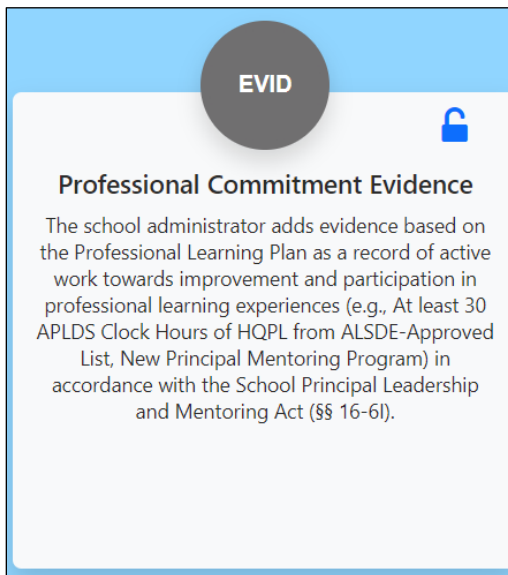 EVID
Professional Commitment Evidence
The school administrator adds evidence based on
the Professional Learning Plan as a record of active
work towards improvement and participation in
professional learning experiences (e.g., At least 30
APLDS Clock Hours of HQPL from ALSDE-Approved
List, New Principal Mentoring Program) in
accordance with the School Principal Leadership
and Mentoring Act (§§ 16-6I).